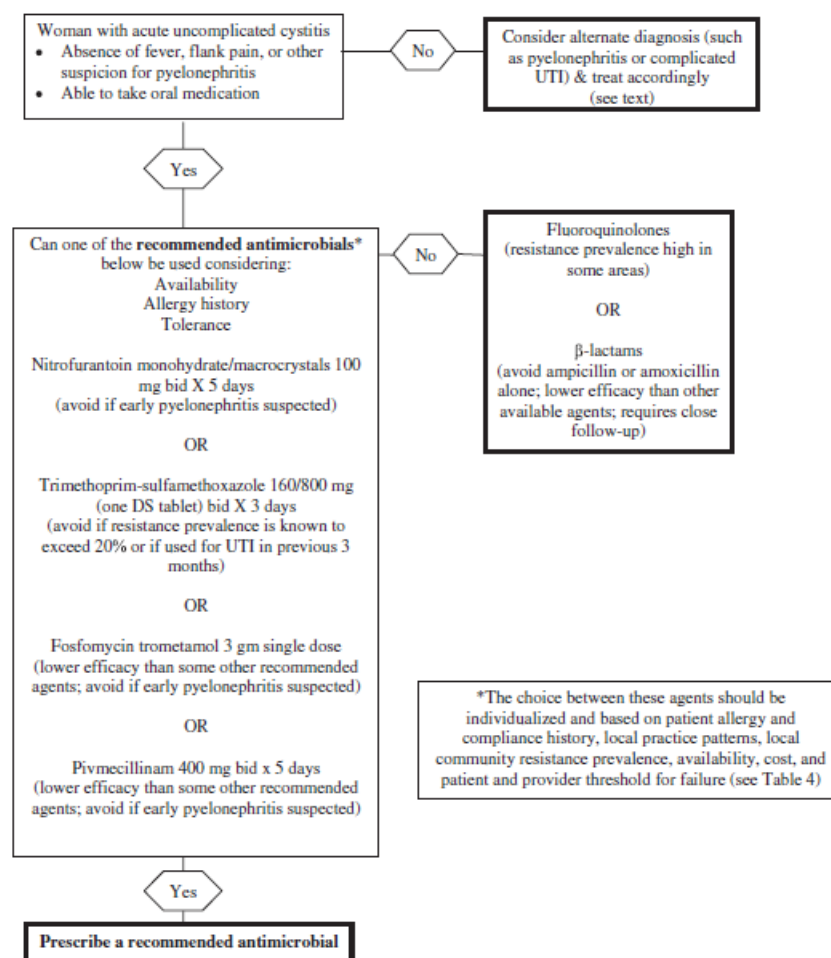 Woman with acute uncomplicated cystitis
• Absence of fever, flank pain, or other
suspicion for pyelonephritis
• Able to take oral medication
No
Consider alternate diagnosis (such
as pyelonephritis or complicated
UTI) & treat accordingly
(see text)
Yes
Can one of the recommended antimicrobials*
below be used considering:
Availability
Allergy history
Tolerance
Nitrofurantoin monohydrate/macrocrystals 100
mg bid X 5 days
(avoid if early pyelonephritis suspected)
OR
Trimethoprim-sulfamethoxazole 160/800 mg
(one DS tablet) bid X 3 days
(avoid if resistance prevalence is known to
exceed 20% or if used for UTI in previous 3
months)
OR
Fosfomycin trometamol 3 gm single dose
(lower efficacy than some other recommended
agents; avoid if early pyelonephritis suspected)
OR
Pivmecillinam 400 mg bid x 5 days
(lower efficacy than some other recommended
agents; avoid if early pyelonephritis suspected)
No
Fluoroquinolones
(resistance prevalence high in
some areas)
OR
β-lactams
(avoid ampicillin or amoxicillin
alone; lower efficacy than other
available agents; requires close
follow-up)
*The choice between these agents should be
individualized and based on patient allergy and
compliance history, local practice patterns, local
community resistance prevalence, availability, cost, and
patient and provider threshold for failure (see Table 4)
Yes
Prescribe a recommended antimicrobial